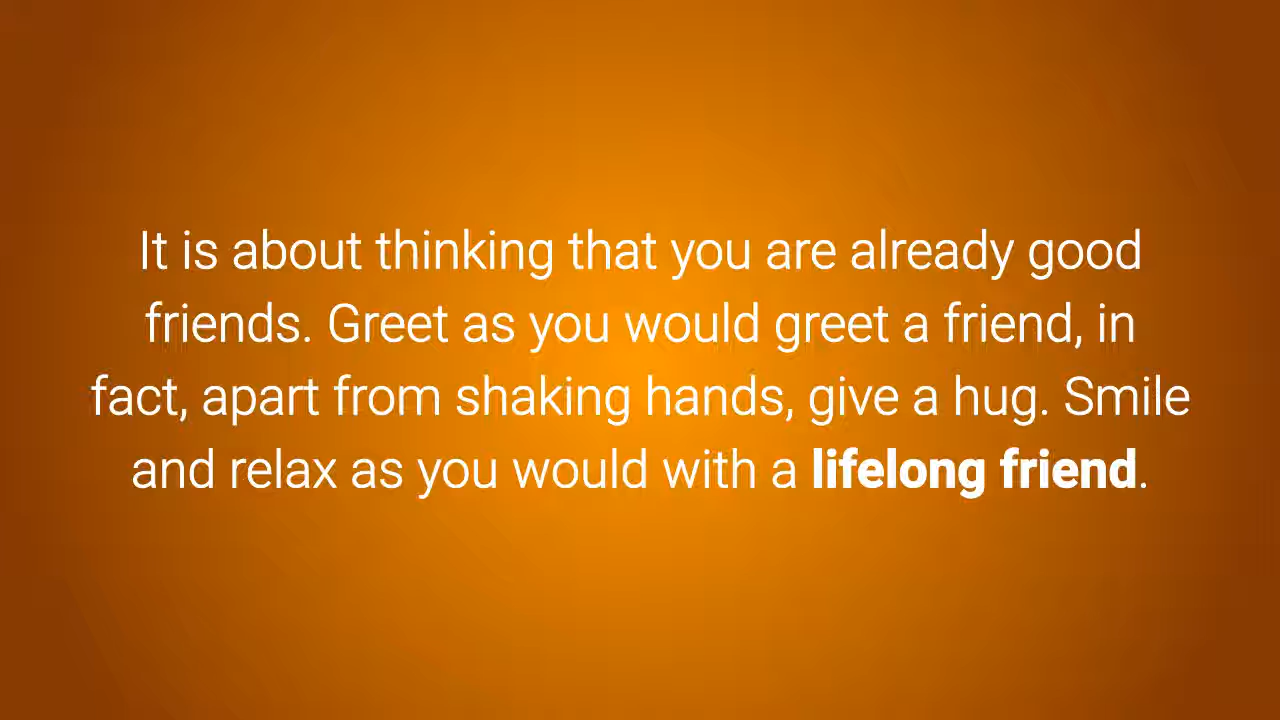 It is about thinking that you are already good
friends. Greet as you would greet a friend, in
fact, apart from shaking hands, give a hug. Smile
and relax as you would with a lifelong friend.